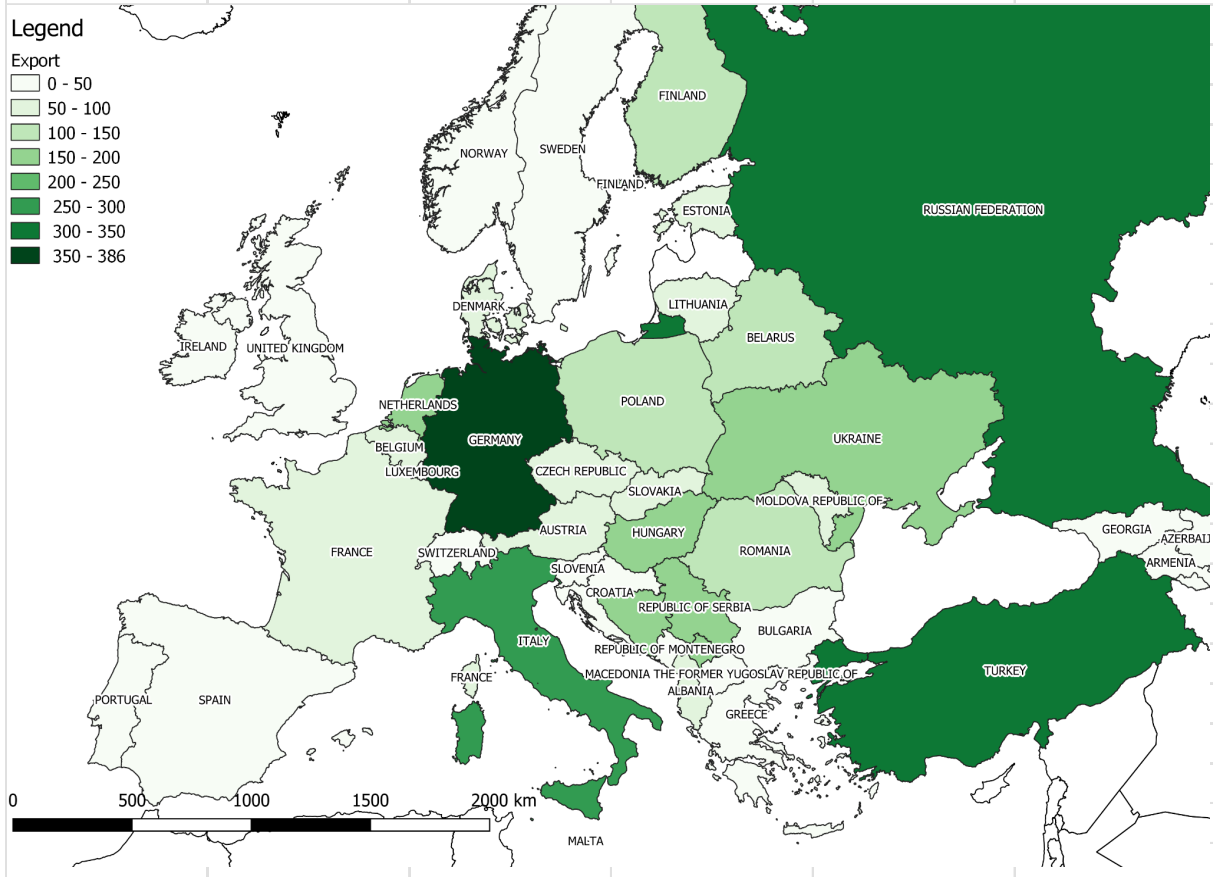 Legend
Export
0 - 50
50 - 100
100 - 150
150 - 200
200 - 250
250 - 300
300 - 350
350 - 386
FINLAND
NORWAY
SWEDEN
FINLAND
ESTONIA
RUSSIAN FEDERATION
LITHUANIA
DENMARK
BELARUS
IRELAND
UNITED KINGDOM
NETHERLANDS
POLAND
GERMANY
UKRAINE
BELGIUM
LUXEMBOURG
CZECH REPUBLIC
SLOVAKIA
MOLDOVA REPUBLIC OF
AUSTRIA
HUNGARY
GEORGIA
AZERBAI
FRANCE
SWITZERLAND
ROMANIA
ARMENIA
SLOVENIA
CROATIA
REPUBLIC OF SERBIA
BULGARIA
ITALY
REPUBLIC OF MONTENEGRO
TURKEY
FRANCE
MACEDONIA THE FORMER YUGOSLAV REPUBLIC OF
ALBANIA
PORTUGAL
SPAIN
GREECE
0 500 1000 1500 2000 km
MALTA